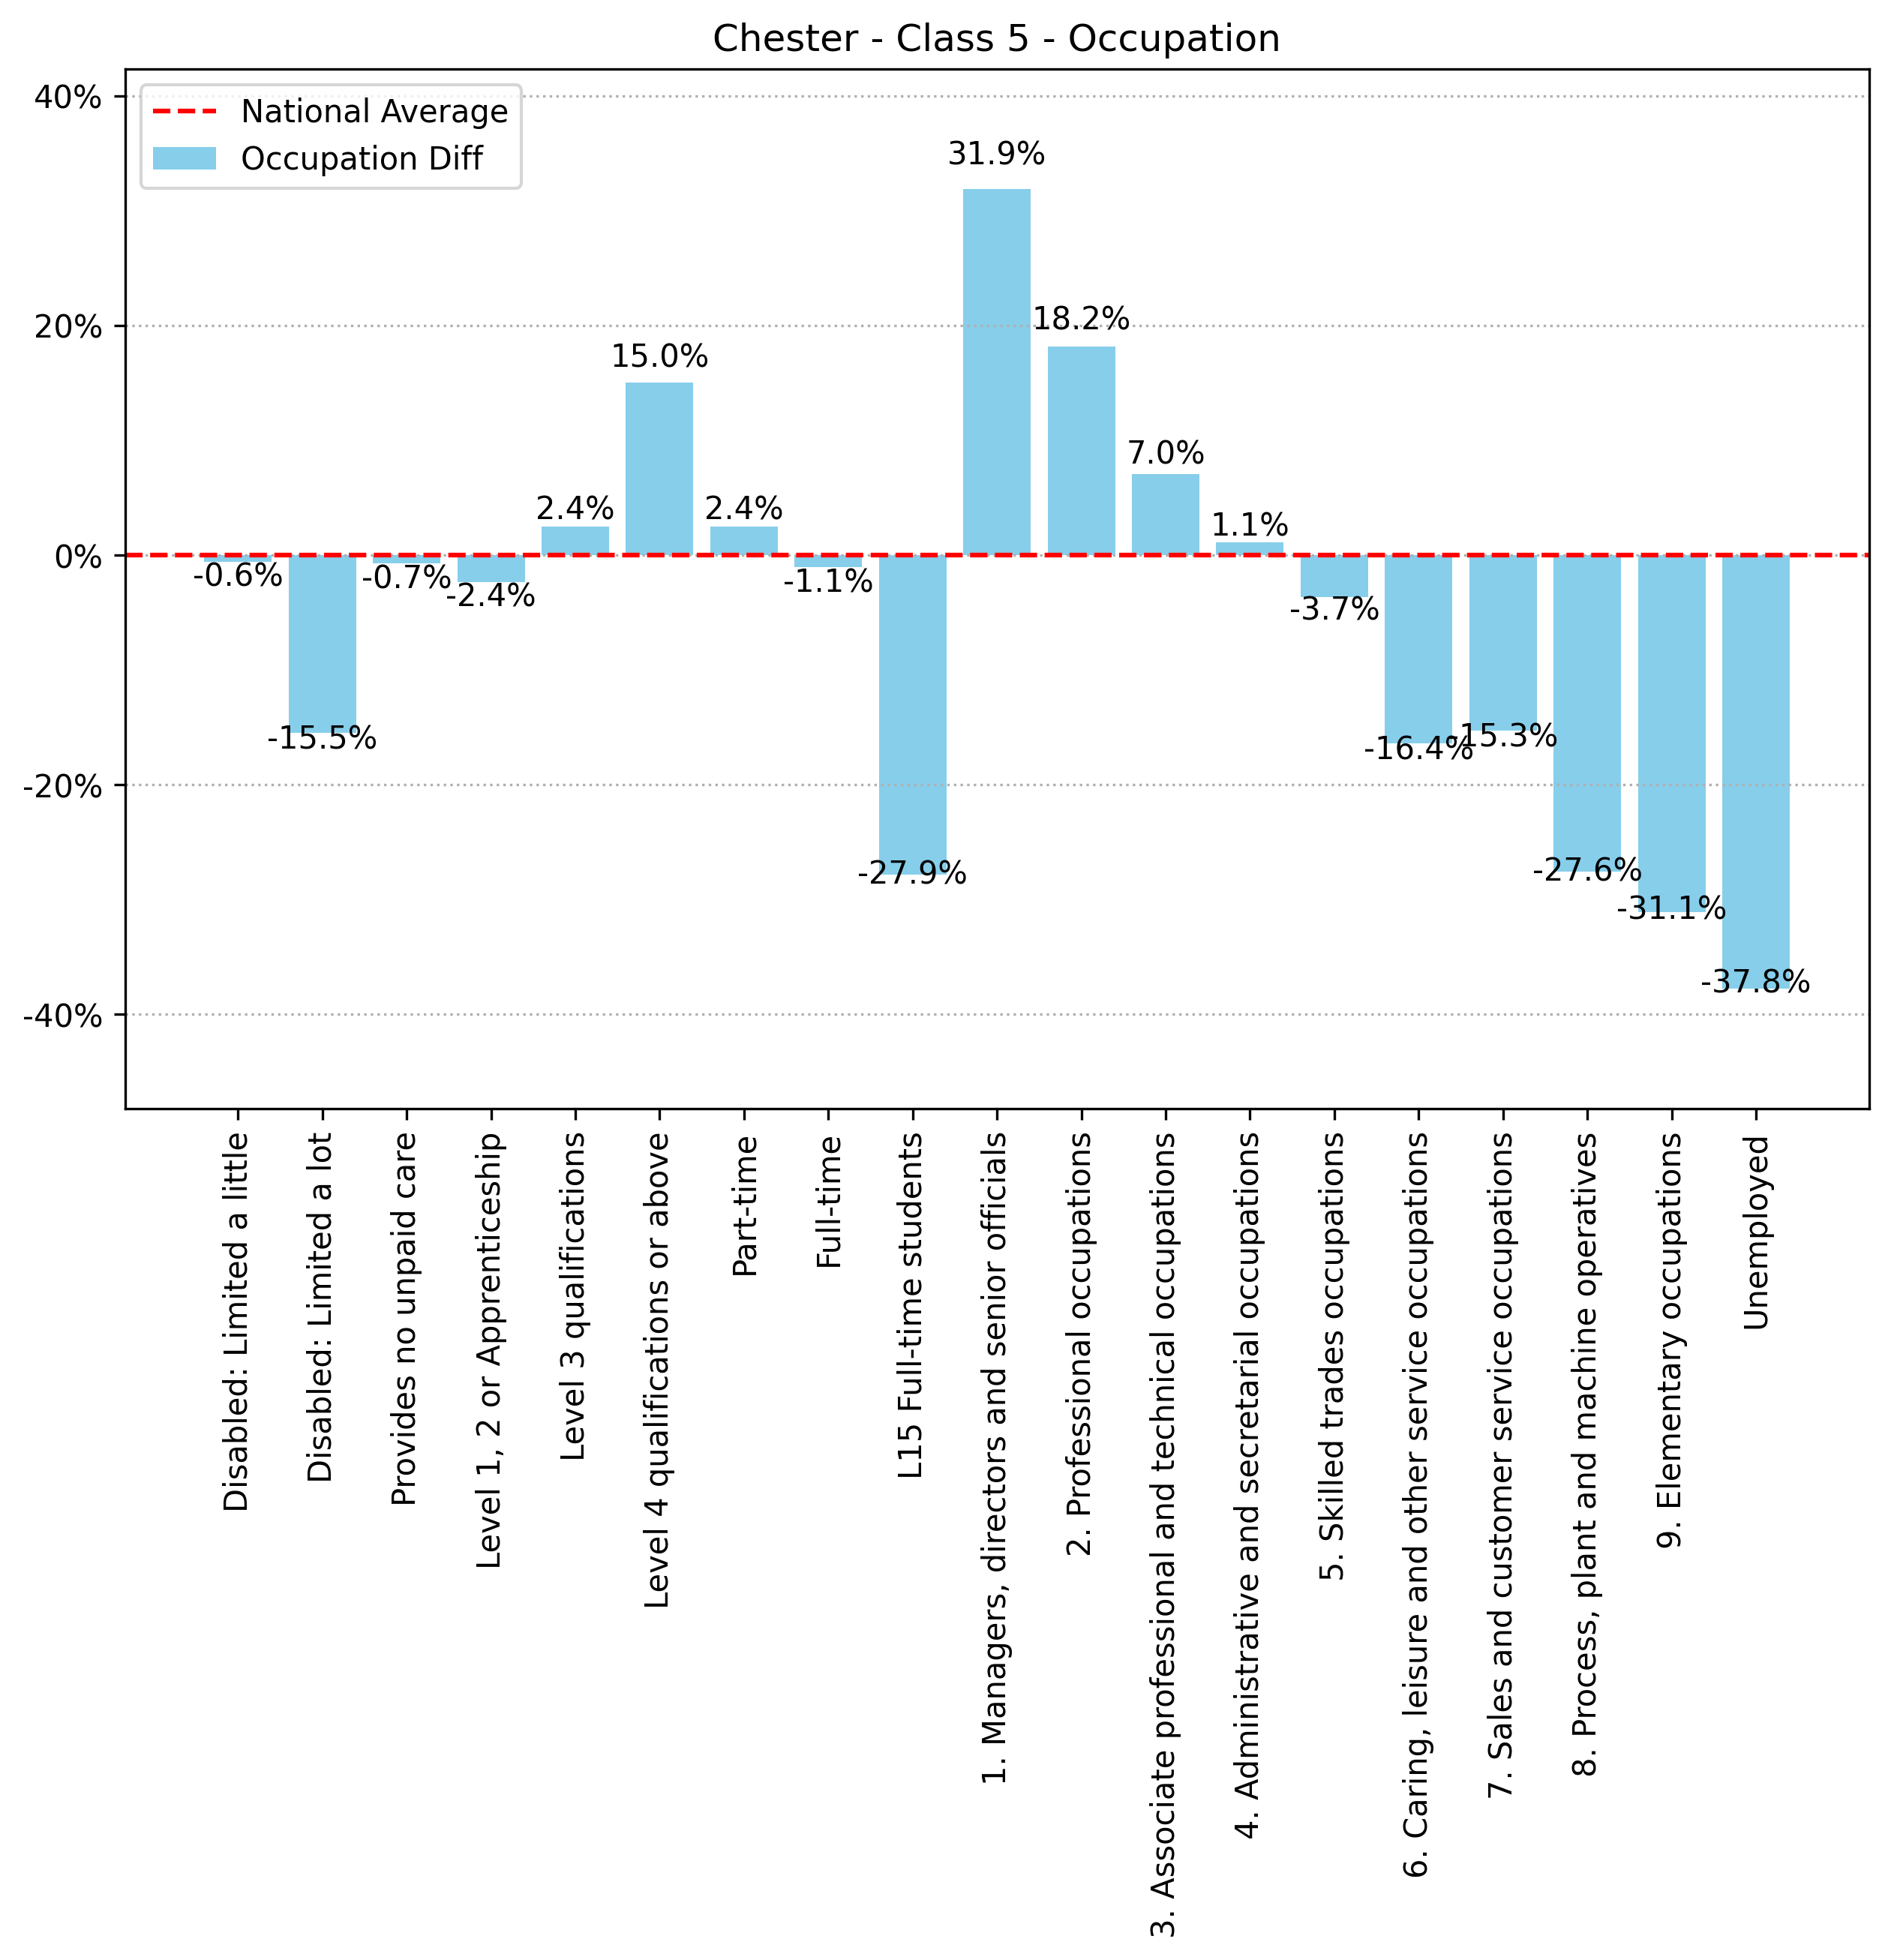 Chester - Class 5 - Occupation
National Average
Occupation Diff
40%
20%
0%
-20%
-40%
-0.6%
-15.5%
-0.7%
-2.4%
2.4%
15.0%
2.4%
-1.1%
-27.9%
31.9%
18.2%
7.0%
1.1%
-3.7%
-16.4%
-15.3%
-27.6%
-31.1%
-37.8%
Disabled: Limited a little
Disabled: Limited a lot
Provides no unpaid care
Level 1, 2 or Apprenticeship
Level 3 qualifications
Level 4 qualifications or above
Part-time
Full-time
L15 Full-time students
1. Managers, directors and senior officials
2. Professional occupations
3. Associate professional and technical occupations
4. Administrative and secretarial occupations
5. Skilled trades occupations
6. Caring, leisure and other service occupations
7. Sales and customer service occupations
8. Process, plant and machine operatives
9. Elementary occupations
Unemployed